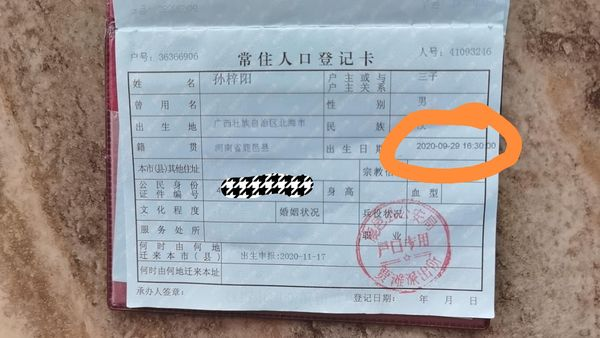 户号: 36366906 常住人口登记卡 人号: 41093246
姓名 孙梓阳 户主或与户主关系 三子
曾用名 性别 男
出生地 广西壮族自治区北海市 民族 汉
籍贯 河南省鹿邑县 出生日期 2020-09-29 16:30:00
本市(县)其他住址 宗教信
公民身份证件编号 身高 血型
文化程度 婚姻状况 兵役状况
服务处所 职业
何时由何地迁来本市(县) 出生申报:2020-11-17
何时由何地迁来本址
承办人签章: 登记日期: 年 月 日
户口专用